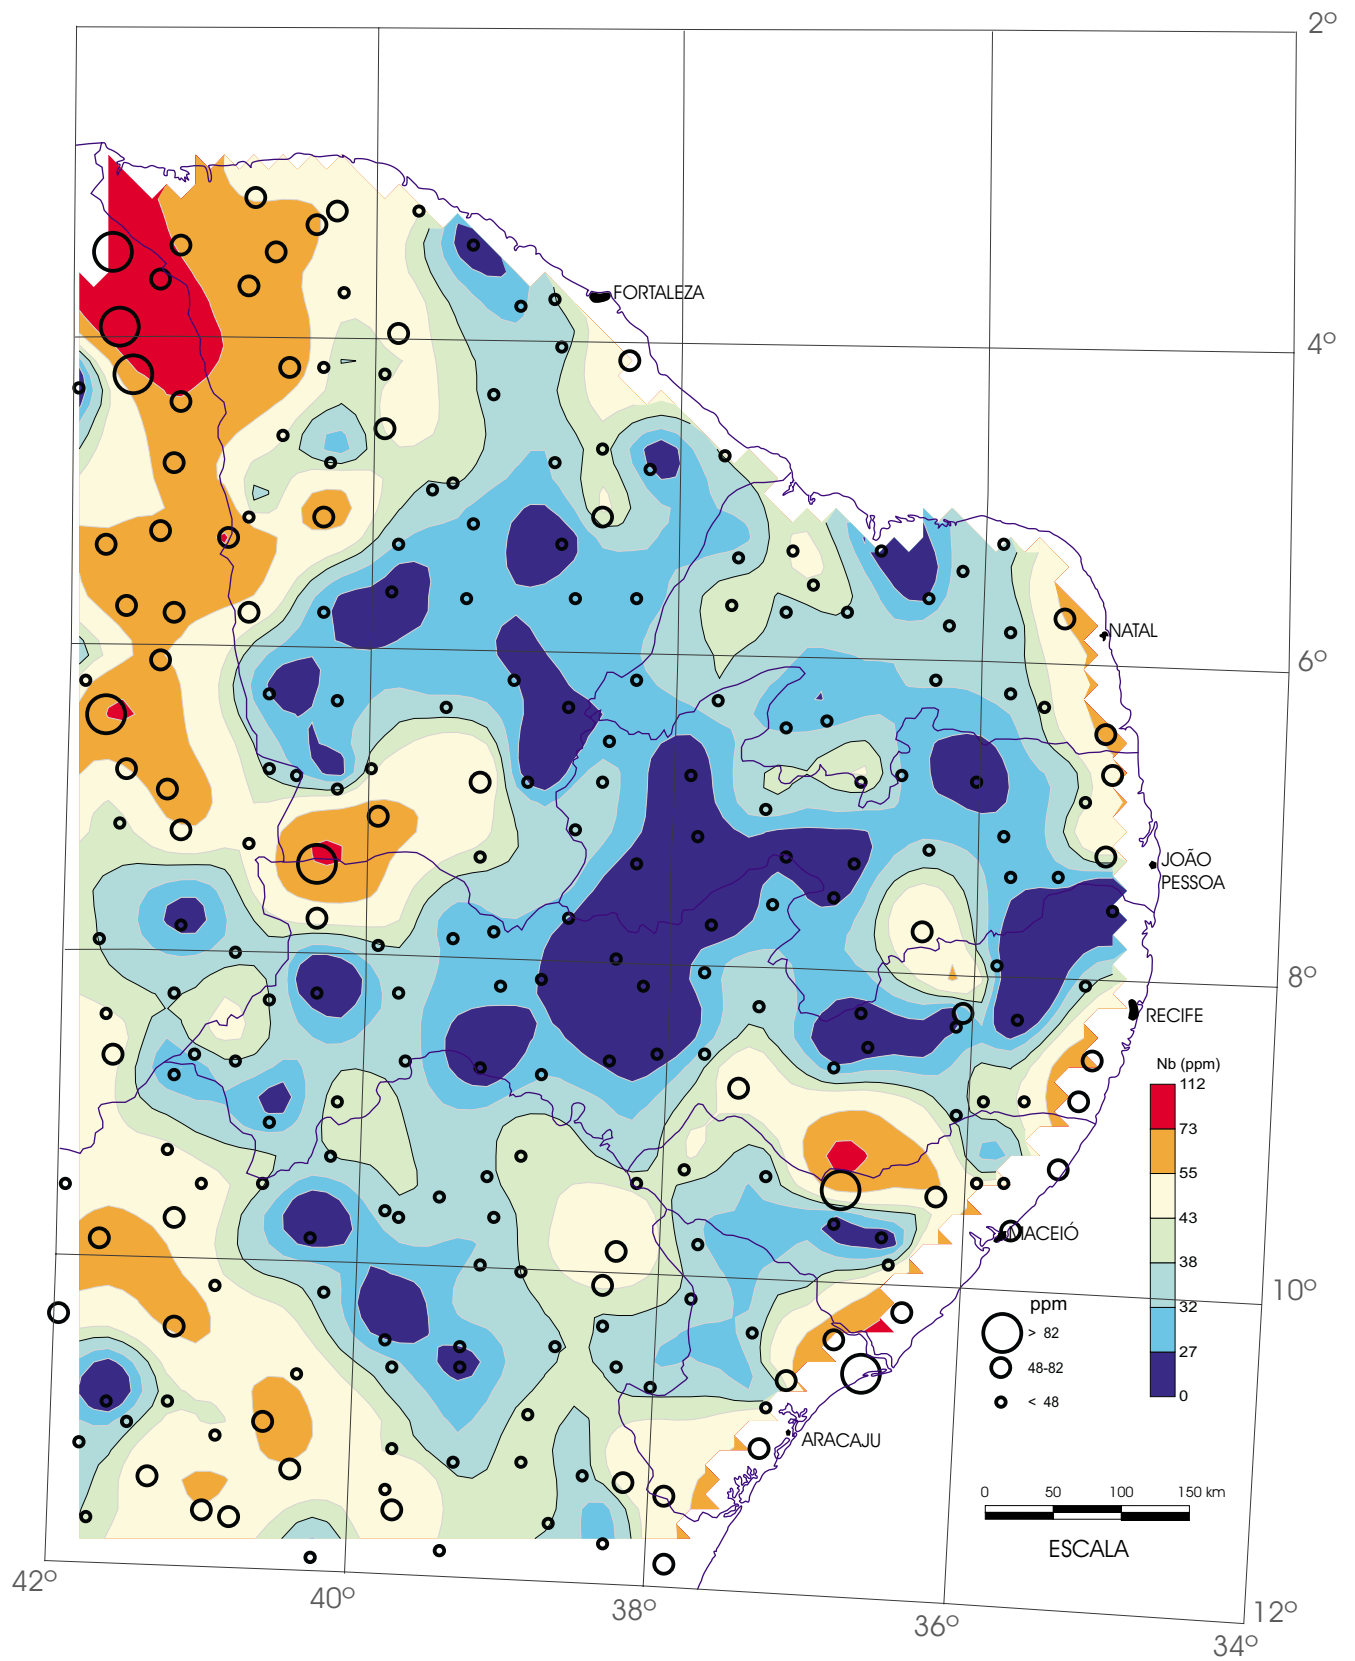 2º
FORTALEZA
4º
NATAL
6º
JOÃO
PESSOA
8º
RECIFE
Nb (ppm)
112
73
55
43
38
32
27
0
MACEIÓ
10º
ppm
> 82
48-82
< 48
ARACAJU
0 50 100 150 km
ESCALA
42º
40º
38º
36º
12º
34º